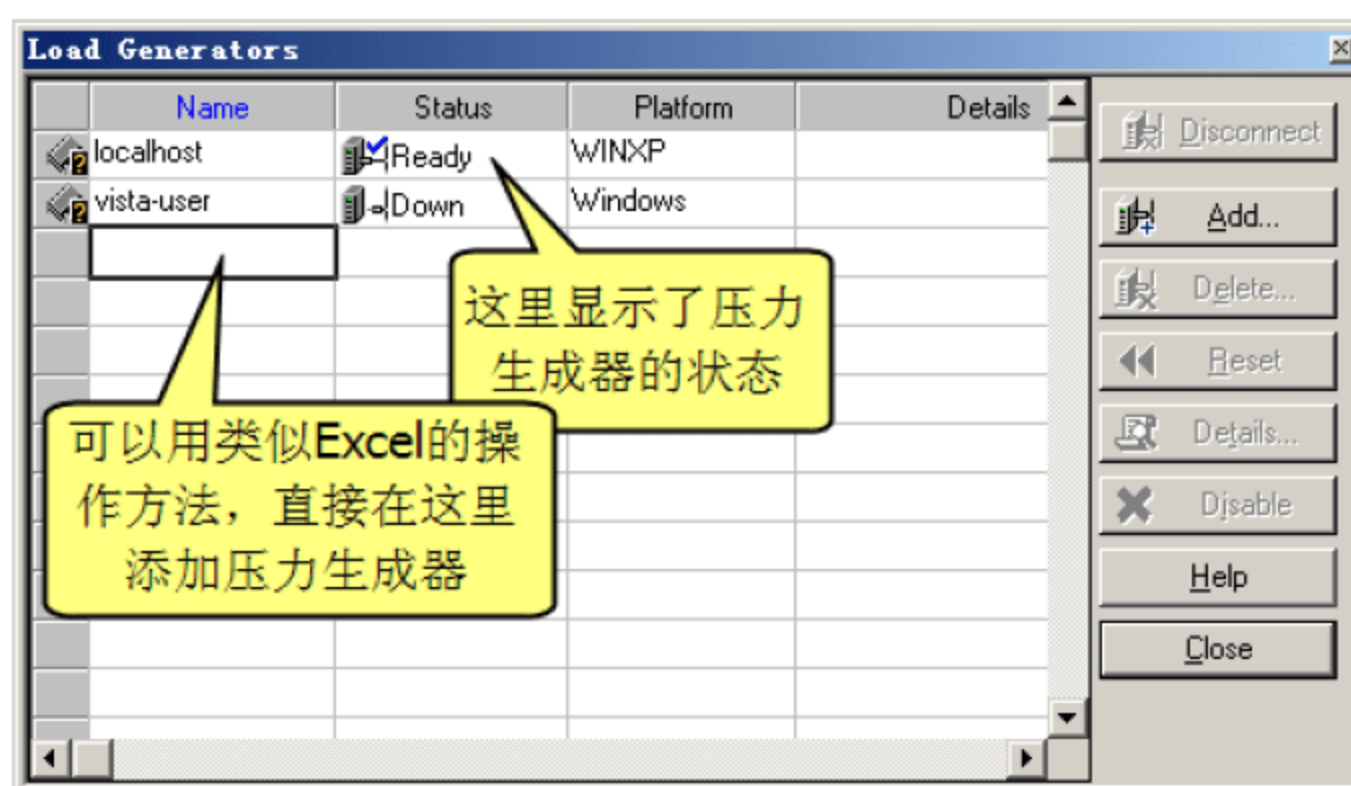 Load Generators
Name Status Platform Details
localhost Ready WINXP
vista-user Down Windows
这里显示了压力
生成器的状态
可以用类似Excel的操
作方法，直接在这里
添加压力生成器
Disconnect
Add...
Delete...
Reset
Details...
Disable
Help
Close